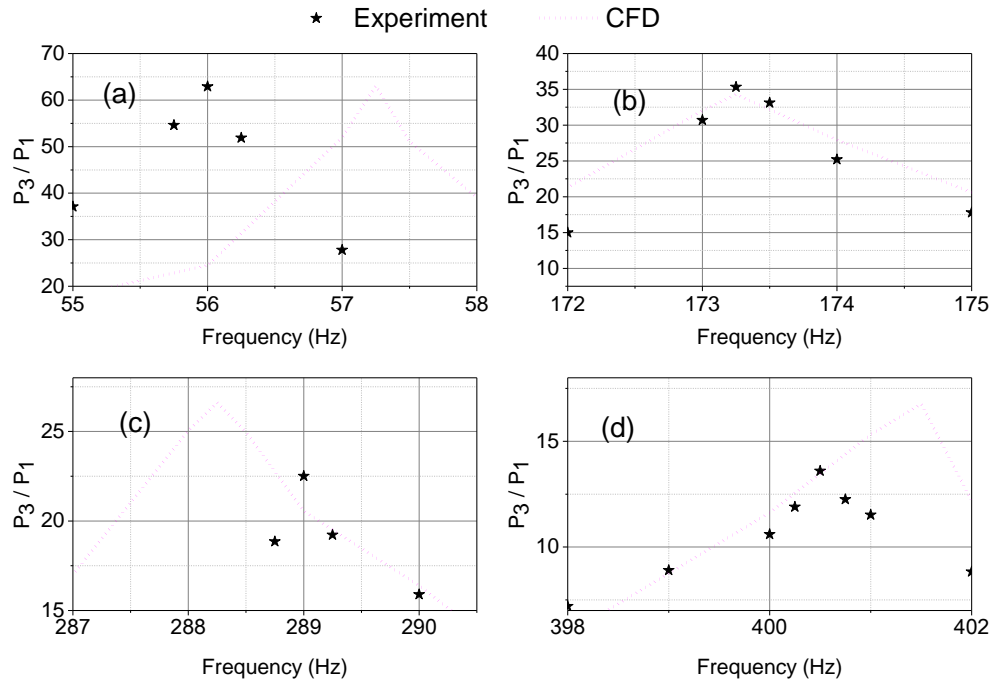 Experiment CFD
70
60
50
40
30
20
P3 / P1
(a)
55 56 57 58
Frequency (Hz)
40
35
30
25
20
15
10
P3 / P1
(b)
172 173 174 175
Frequency (Hz)
25
20
15
P3 / P1
(c)
287 288 289 290
Frequency (Hz)
15
10
P3 / P1
(d)
398 400 402
Frequency (Hz)